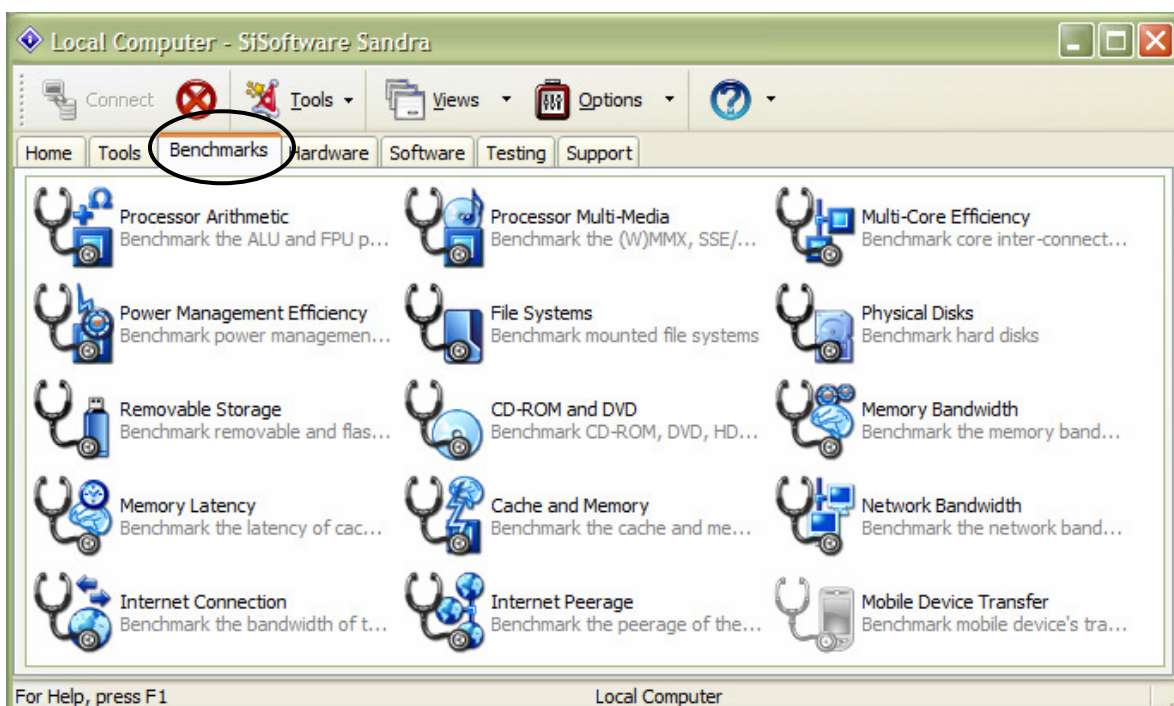 Local Computer - SiSoftware Sandra
Connect Tools Views Options
Home Tools Benchmarks Hardware Software Testing Support
Processor Arithmetic
Benchmark the ALU and FPU p...
Processor Multi-Media
Benchmark the (W)MMX, SSE/...
Multi-Core Efficiency
Benchmark core inter-connect...
Power Management Efficiency
Benchmark power managemen...
File Systems
Benchmark mounted file systems
Physical Disks
Benchmark hard disks
Removable Storage
Benchmark removable and flas...
CD-ROM and DVD
Benchmark CD-ROM, DVD, HD...
Memory Bandwidth
Benchmark the memory band...
Memory Latency
Benchmark the latency of cac...
Cache and Memory
Benchmark the cache and me...
Network Bandwidth
Benchmark the network band...
Internet Connection
Benchmark the bandwidth of t...
Internet Peerage
Benchmark the peerage of the...
Mobile Device Transfer
Benchmark mobile device's tra...
For Help, press F1
Local Computer